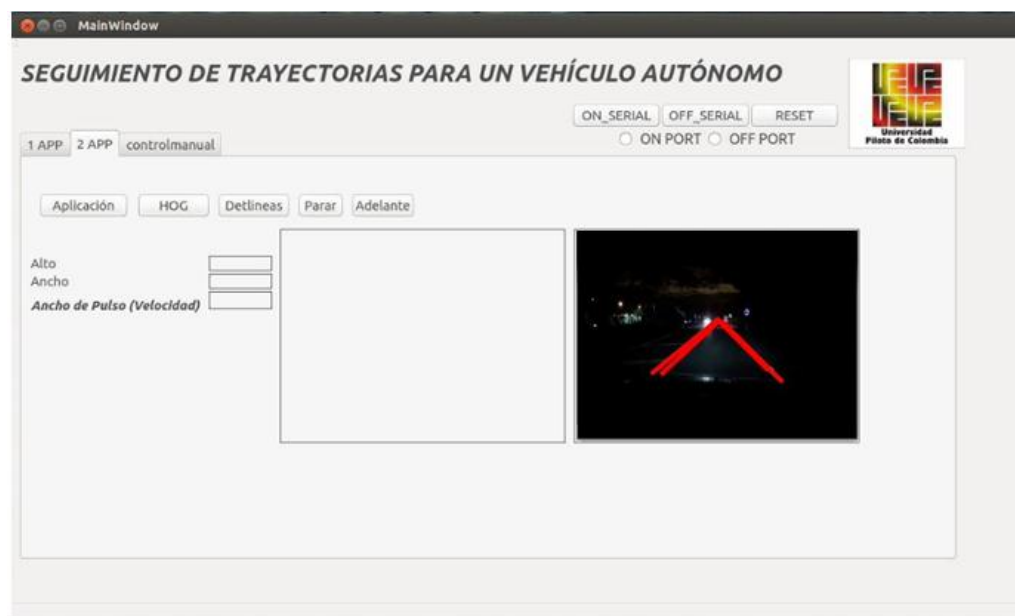 MainWindow
SEGUIMIENTO DE TRAYECTORIAS PARA UN VEHÍCULO AUTÓNOMO
ON_SERIAL OFF_SERIAL RESET
ON PORT OFF PORT
Universidad
Piloto de Colombia
1 APP 2 APP controlmanual
Aplicación HOG Detlineas Parar Adelante
Alto
Ancho
Ancho de Pulso (Velocidad)